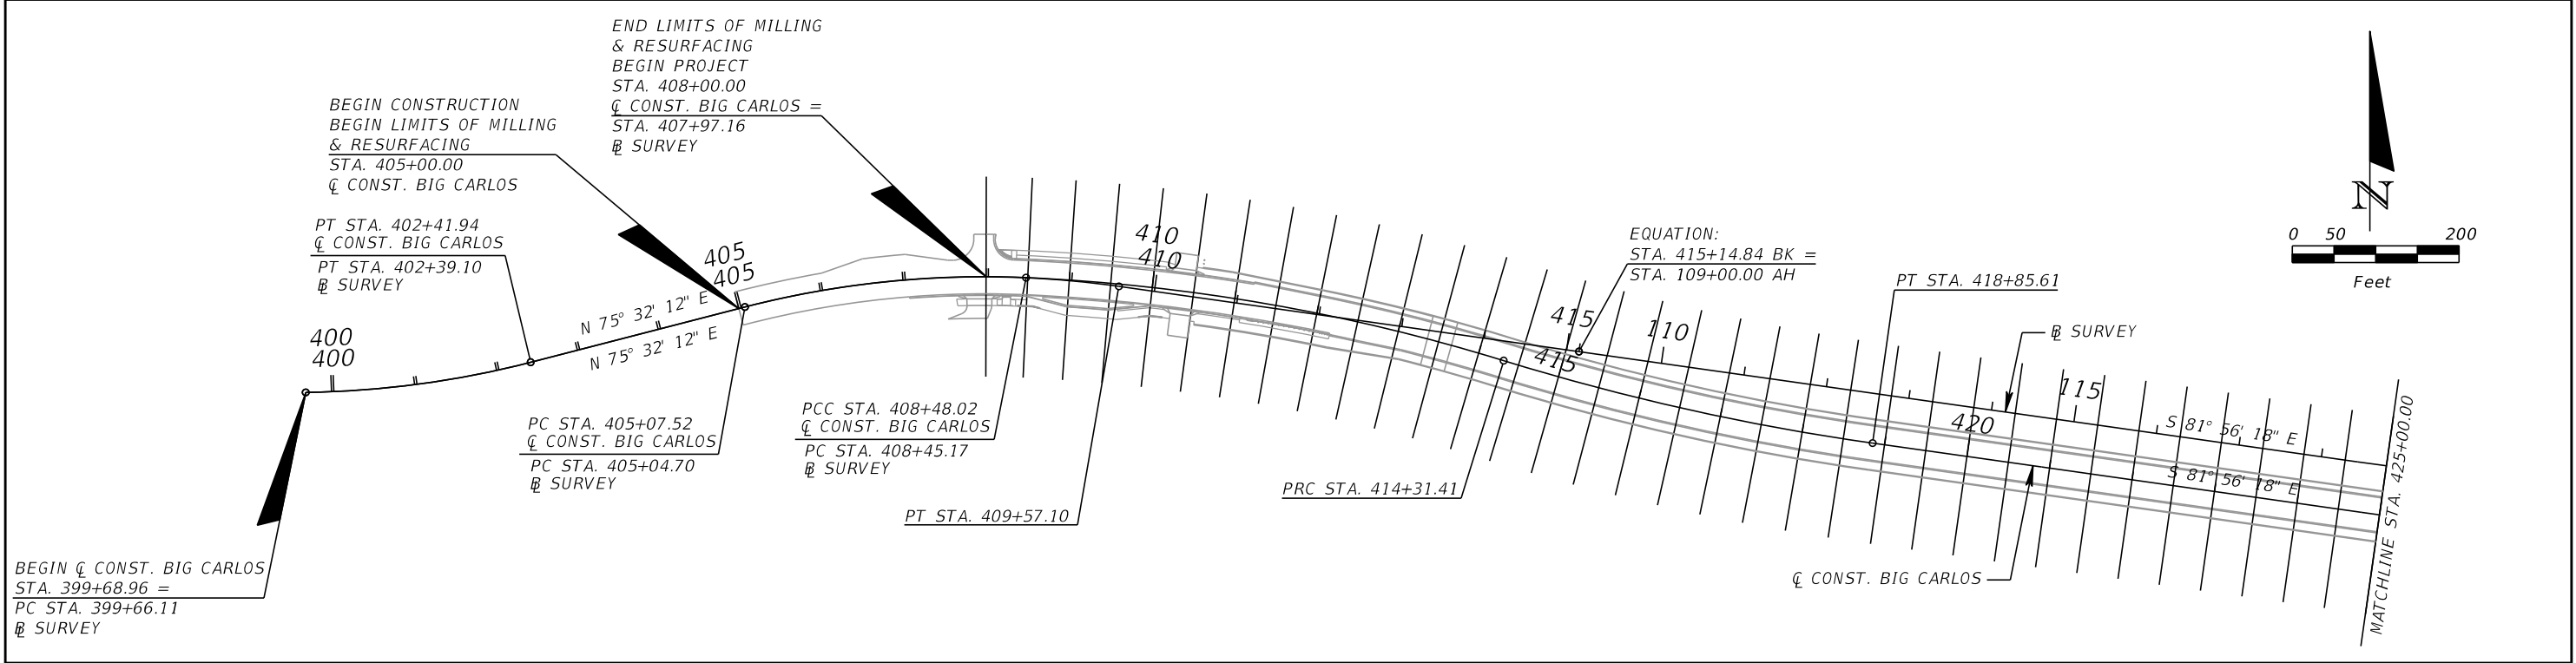 END LIMITS OF MILLING
& RESURFACING
BEGIN PROJECT
STA. 408+00.00
℄ CONST. BIG CARLOS =
STA. 407+97.16
BL SURVEY
BEGIN CONSTRUCTION
BEGIN LIMITS OF MILLING
& RESURFACING
STA. 405+00.00
℄ CONST. BIG CARLOS
PT STA. 402+41.94
℄ CONST. BIG CARLOS
PT STA. 402+39.10
BL SURVEY
400
400
N 75° 32' 12" E
N 75° 32' 12" E
405
405
410
410
EQUATION:
STA. 415+14.84 BK =
STA. 109+00.00 AH
PT STA. 418+85.61
BL SURVEY
N
0 50 200
Feet
415
415
110
115
420
S 81° 56' 18" E
S 81° 56' 18" E
MATCHLINE STA. 425+00.00
PC STA. 405+07.52
℄ CONST. BIG CARLOS
PC STA. 405+04.70
BL SURVEY
PCC STA. 408+48.02
℄ CONST. BIG CARLOS
PC STA. 408+45.17
BL SURVEY
PT STA. 409+57.10
PRC STA. 414+31.41
℄ CONST. BIG CARLOS
BEGIN ℄ CONST. BIG CARLOS
STA. 399+68.96 =
PC STA. 399+66.11
BL SURVEY